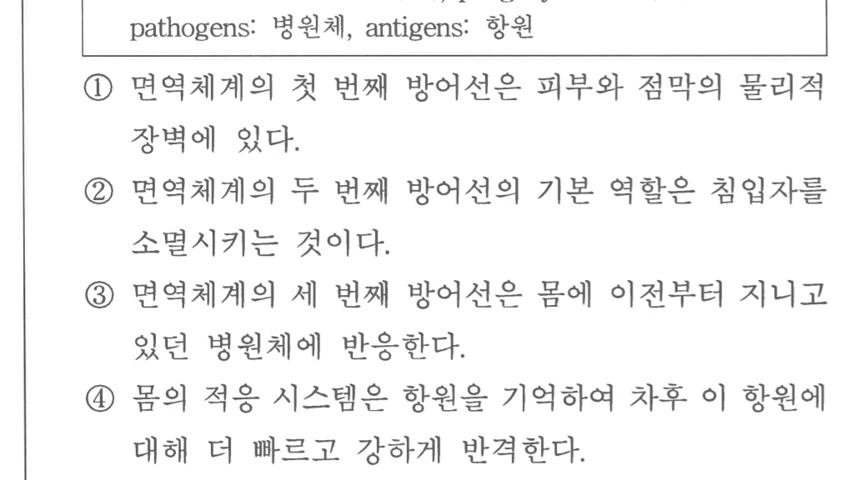 pathogens: 병원체, antigens: 항원
① 면역체계의 첫 번째 방어선은 피부와 점막의 물리적
장벽에 있다.
② 면역체계의 두 번째 방어선의 기본 역할은 침입자를
소멸시키는 것이다.
③ 면역체계의 세 번째 방어선은 몸에 이전부터 지니고
있던 병원체에 반응한다.
④ 몸의 적응 시스템은 항원을 기억하여 차후 이 항원에
대해 더 빠르고 강하게 반격한다.